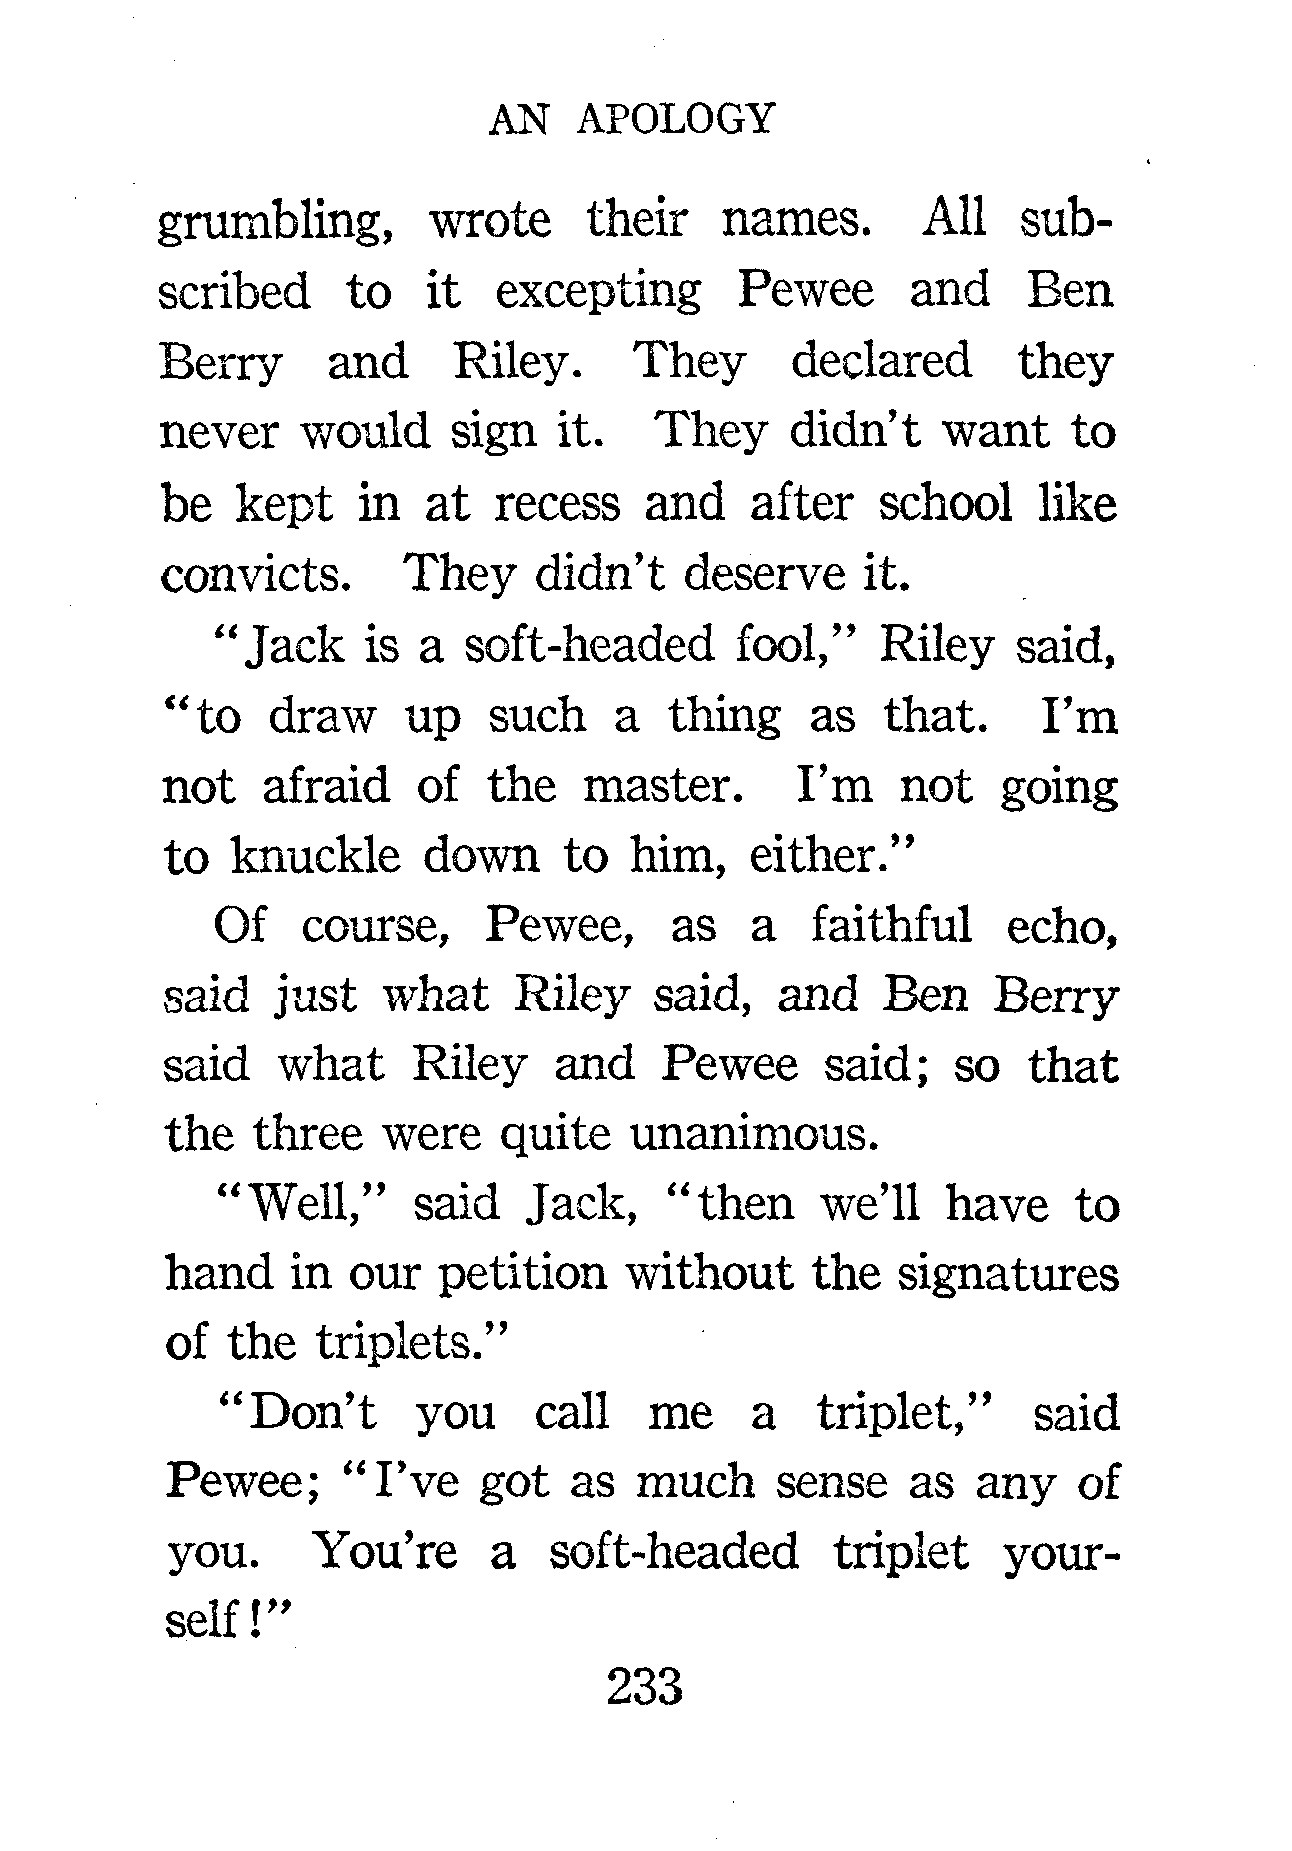 AN APOLOGY
grumbling, wrote their names. All sub-
scribed to it excepting Pewee and Ben
Berry and Riley. They declared they
never would sign it. They didn't want to
be kept in at recess and after school like
convicts. They didn't deserve it.
"Jack is a soft-headed fool," Riley said,
"to draw up such a thing as that. I'm
not afraid of the master. I'm not going
to knuckle down to him, either."
Of course, Pewee, as a faithful echo,
said just what Riley said, and Ben Berry
said what Riley and Pewee said; so that
the three were quite unanimous.
"Well," said Jack, "then we'll have to
hand in our petition without the signatures
of the triplets."
"Don't you call me a triplet," said
Pewee; "I've got as much sense as any of
you. You're a soft-headed triplet your-
self!"
233